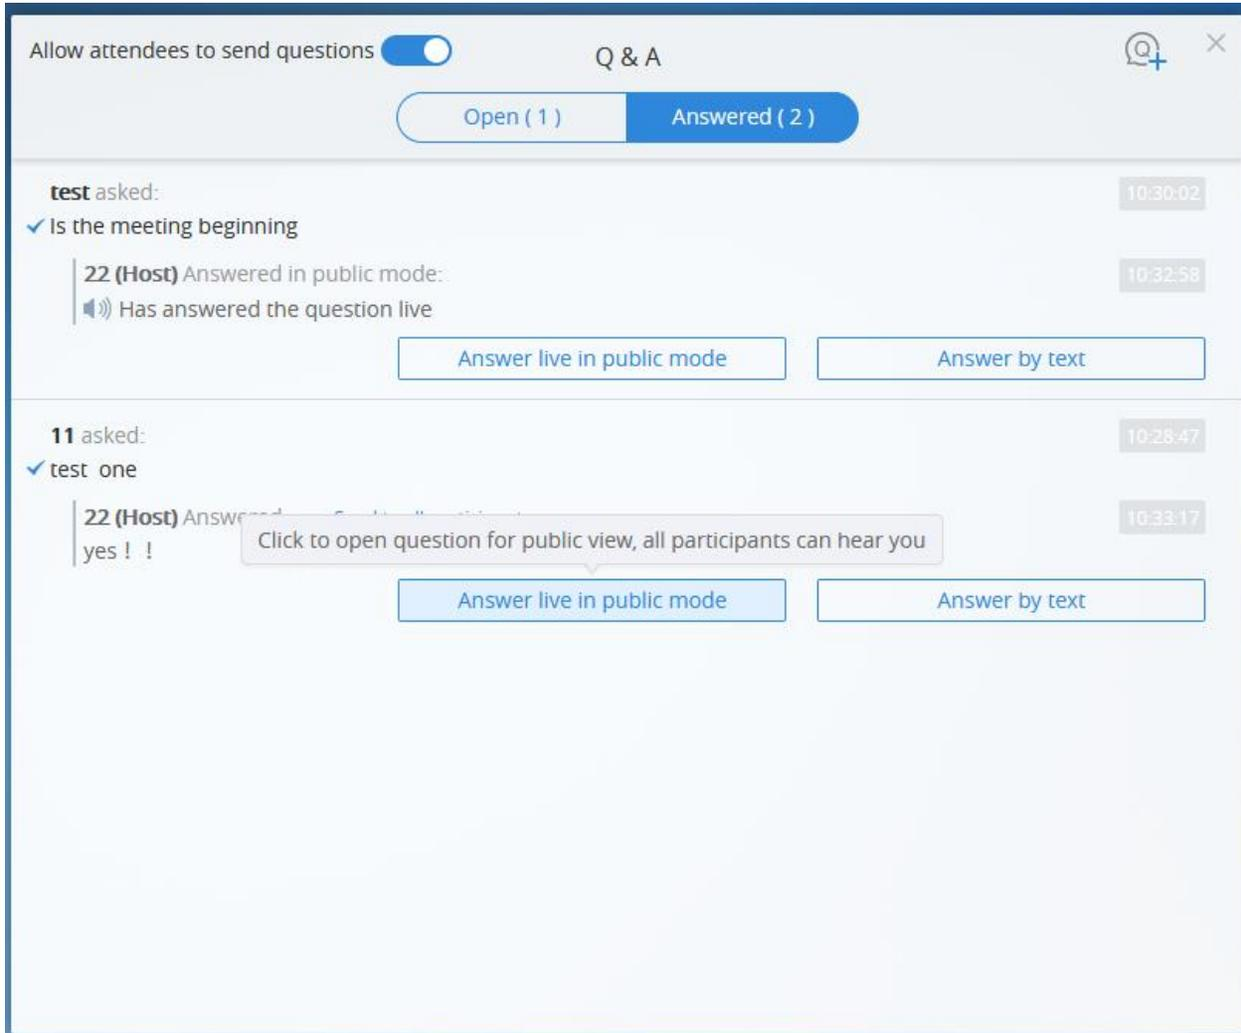 Allow attendees to send questions
Q & A
Open ( 1 )
Answered ( 2 )
test asked:
10:30:02
Is the meeting beginning
22 (Host) Answered in public mode:
10:32:58
Has answered the question live
Answer live in public mode
Answer by text
11 asked:
10:28:47
test one
22 (Host) Answered
10:33:17
yes ! !
Click to open question for public view, all participants can hear you
Answer live in public mode
Answer by text